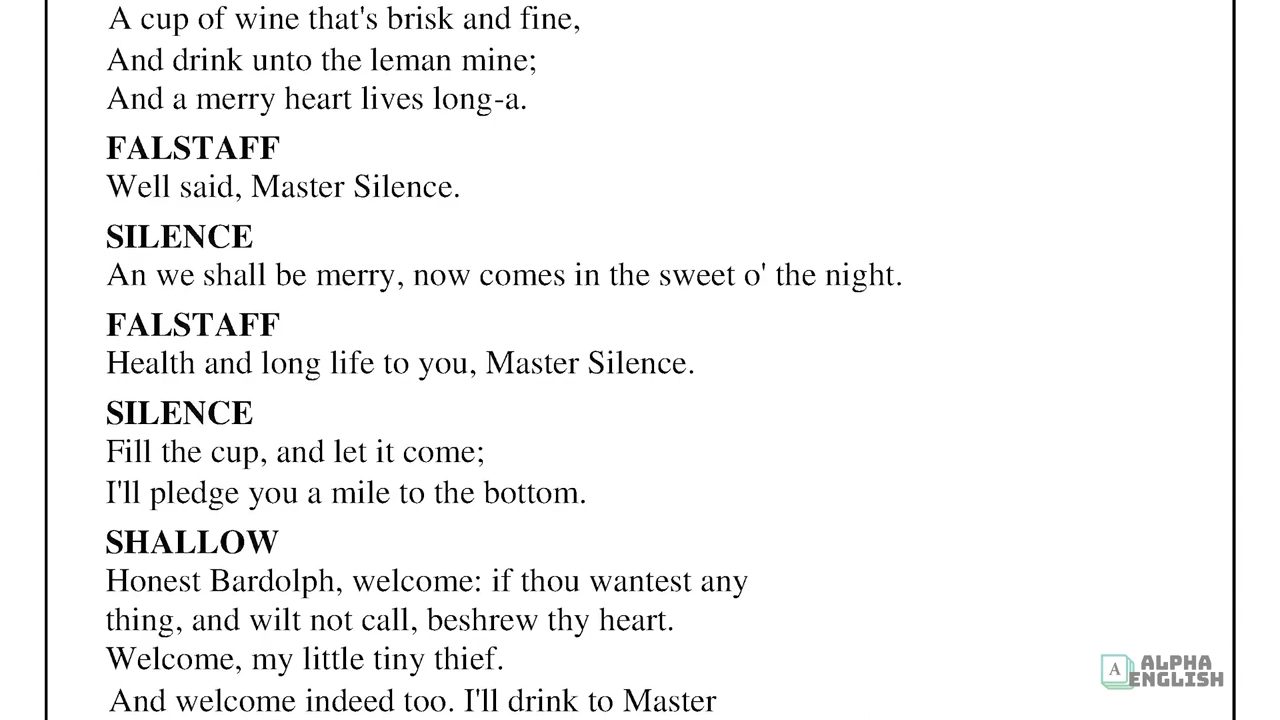 A cup of wine that's brisk and fine,
And drink unto the leman mine;
And a merry heart lives long-a.
FALSTAFF
Well said, Master Silence.
SILENCE
An we shall be merry, now comes in the sweet o' the night.
FALSTAFF
Health and long life to you, Master Silence.
SILENCE
Fill the cup, and let it come;
I'll pledge you a mile to the bottom.
SHALLOW
Honest Bardolph, welcome: if thou wantest any
thing, and wilt not call, beshrew thy heart.
Welcome, my little tiny thief.
And welcome indeed too. I'll drink to Master
A ALPHA
ENGLISH